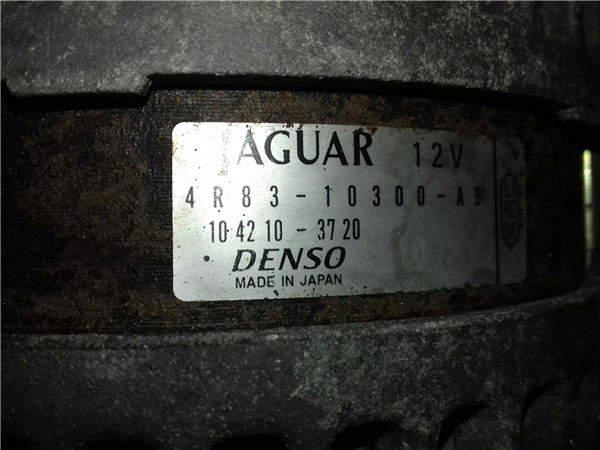 JAGUAR 12V
4R83-10300-AB
104210-3720
DENSO
MADE IN JAPAN